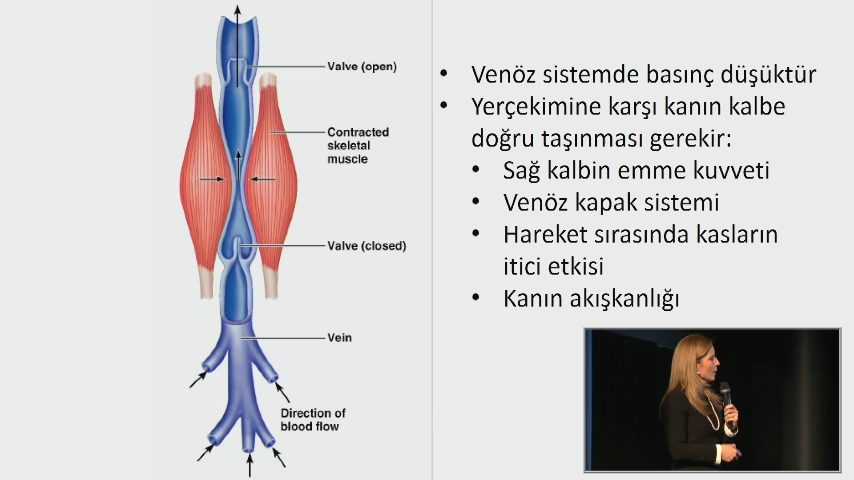 Valve (open)
Contracted
skeletal
muscle
Valve (closed)
Vein
Direction of
blood flow
• Venöz sistemde basınç düşüktür
• Yerçekimine karşı kanın kalbe
doğru taşınması gerekir:
• Sağ kalbin emme kuvveti
• Venöz kapak sistemi
• Hareket sırasında kasların
itici etkisi
• Kanın akışkanlığı